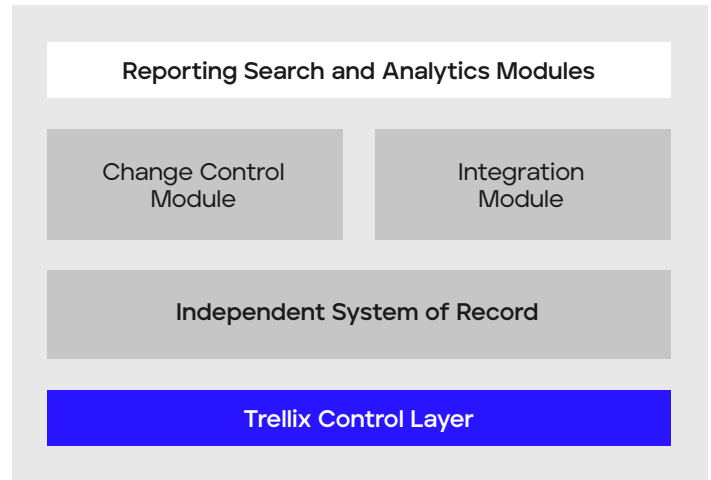 Reporting Search and Analytics Modules
Change Control
Module
Integration
Module
Independent System of Record
Trellix Control Layer